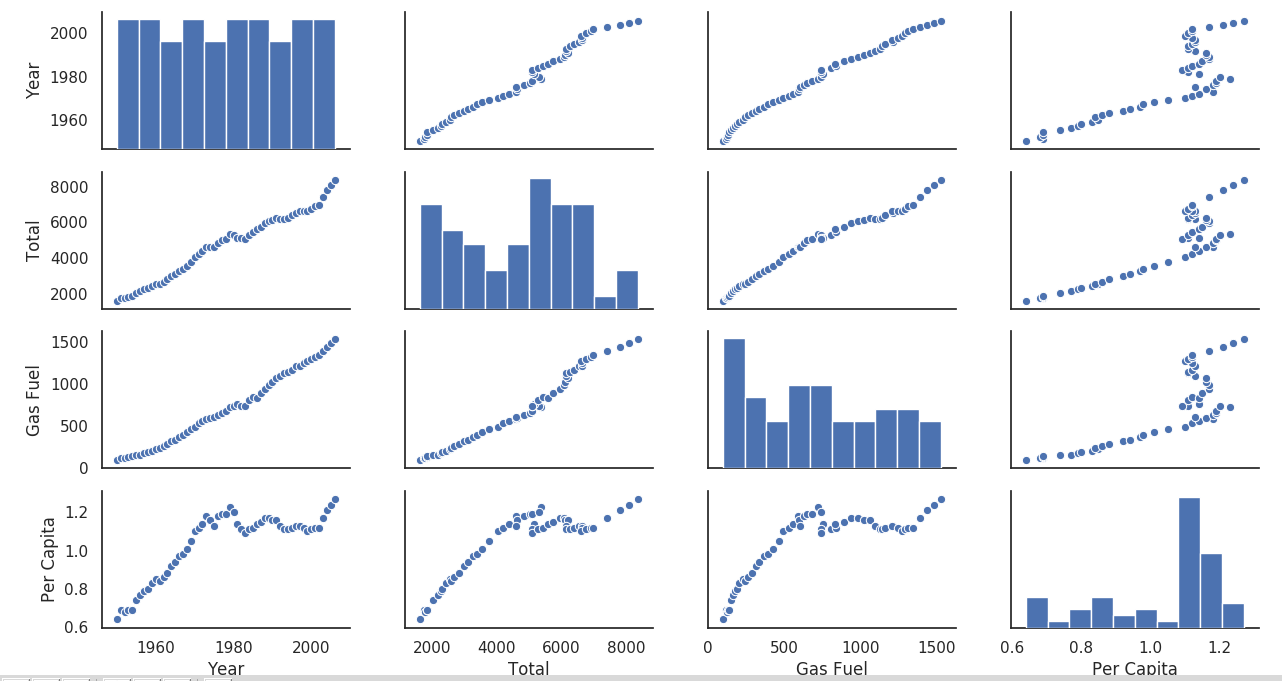 2000
1980
1960
Year
8000
6000
4000
2000
Total
1500
1000
500
0
Gas Fuel
1.2
1.0
0.8
0.6
Per Capita
1960 1980 2000
Year
2000 4000 6000 8000
Total
0 500 1000 1500
Gas Fuel
0.6 0.8 1.0 1.2
Per Capita